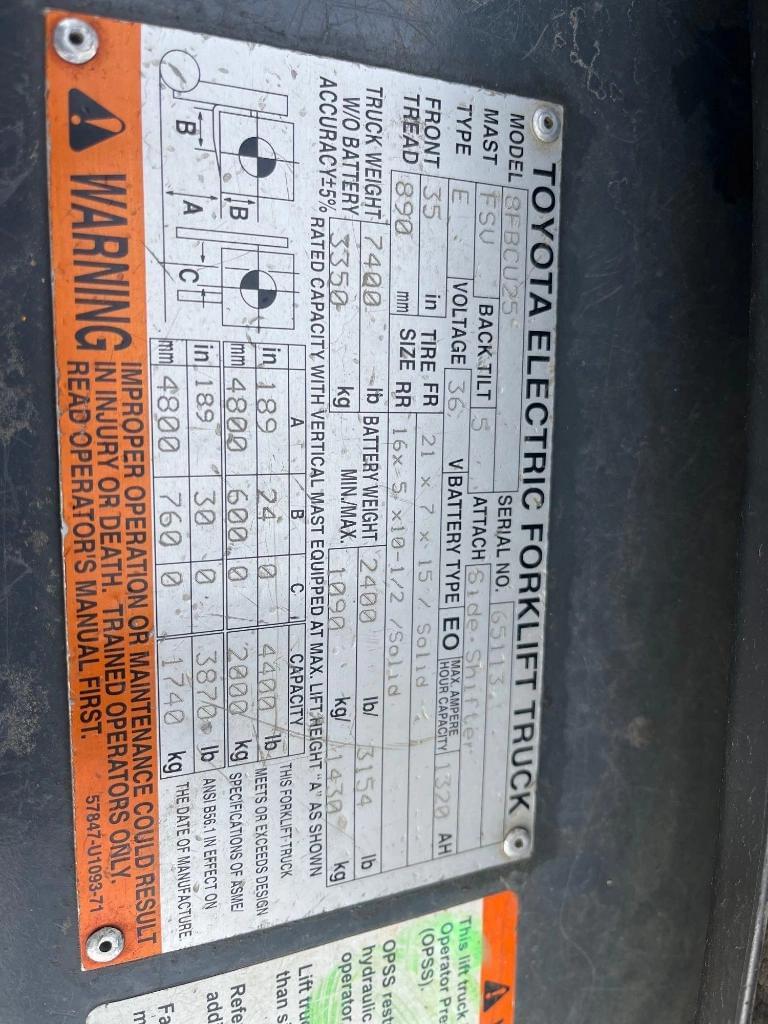 TOYOTA ELECTRIC FORKLIFT TRUCK
MODEL 8FBCU25 SERIAL NO. 65113
MAST FSV BACK TILT 5 ATTACH Side-Shifter
TYPE E VOLTAGE 36 V BATTERY TYPE EO MAX. AMPERE HOUR CAPACITY 1320 AH
FRONT 35 in TIRE FR 21 x 7 x 15 / Solid
TREAD 890 mm SIZE RR 16x 5 x10-1/2 /Solid
TRUCK WEIGHT 7400 lb BATTERY WEIGHT 2400 lb/ 3154 lb
W/O BATTERY 3350 kg MIN./MAX. 1090 kg/ 1430 kg
ACCURACY±5% RATED CAPACITY WITH VERTICAL MAST EQUIPPED AT MAX. LIFT HEIGHT "A" AS SHOWN
A B C CAPACITY
in 189 24 0 4400 lb
mm 4800 600 0 2000 kg
in 189 30 0 3870 lb
mm 4800 760 0 1740 kg
THIS FORKLIFT-TRUCK
MEETS OR EXCEEDS DESIGN
SPECIFICATIONS OF ASME/
ANSI B56.1 IN EFFECT ON
THE DATE OF MANUFACTURE.
B
B A C
WARNING
IMPROPER OPERATION OR MAINTENANCE COULD RESULT
IN INJURY OR DEATH. TRAINED OPERATORS ONLY.
READ OPERATOR'S MANUAL FIRST.
57847-U1093-71
This lift truck
Operator Pre
(OPSS).
OPSS rest
hydraulic
operator
Lift truc
than s
Refe
addi
Fa
m